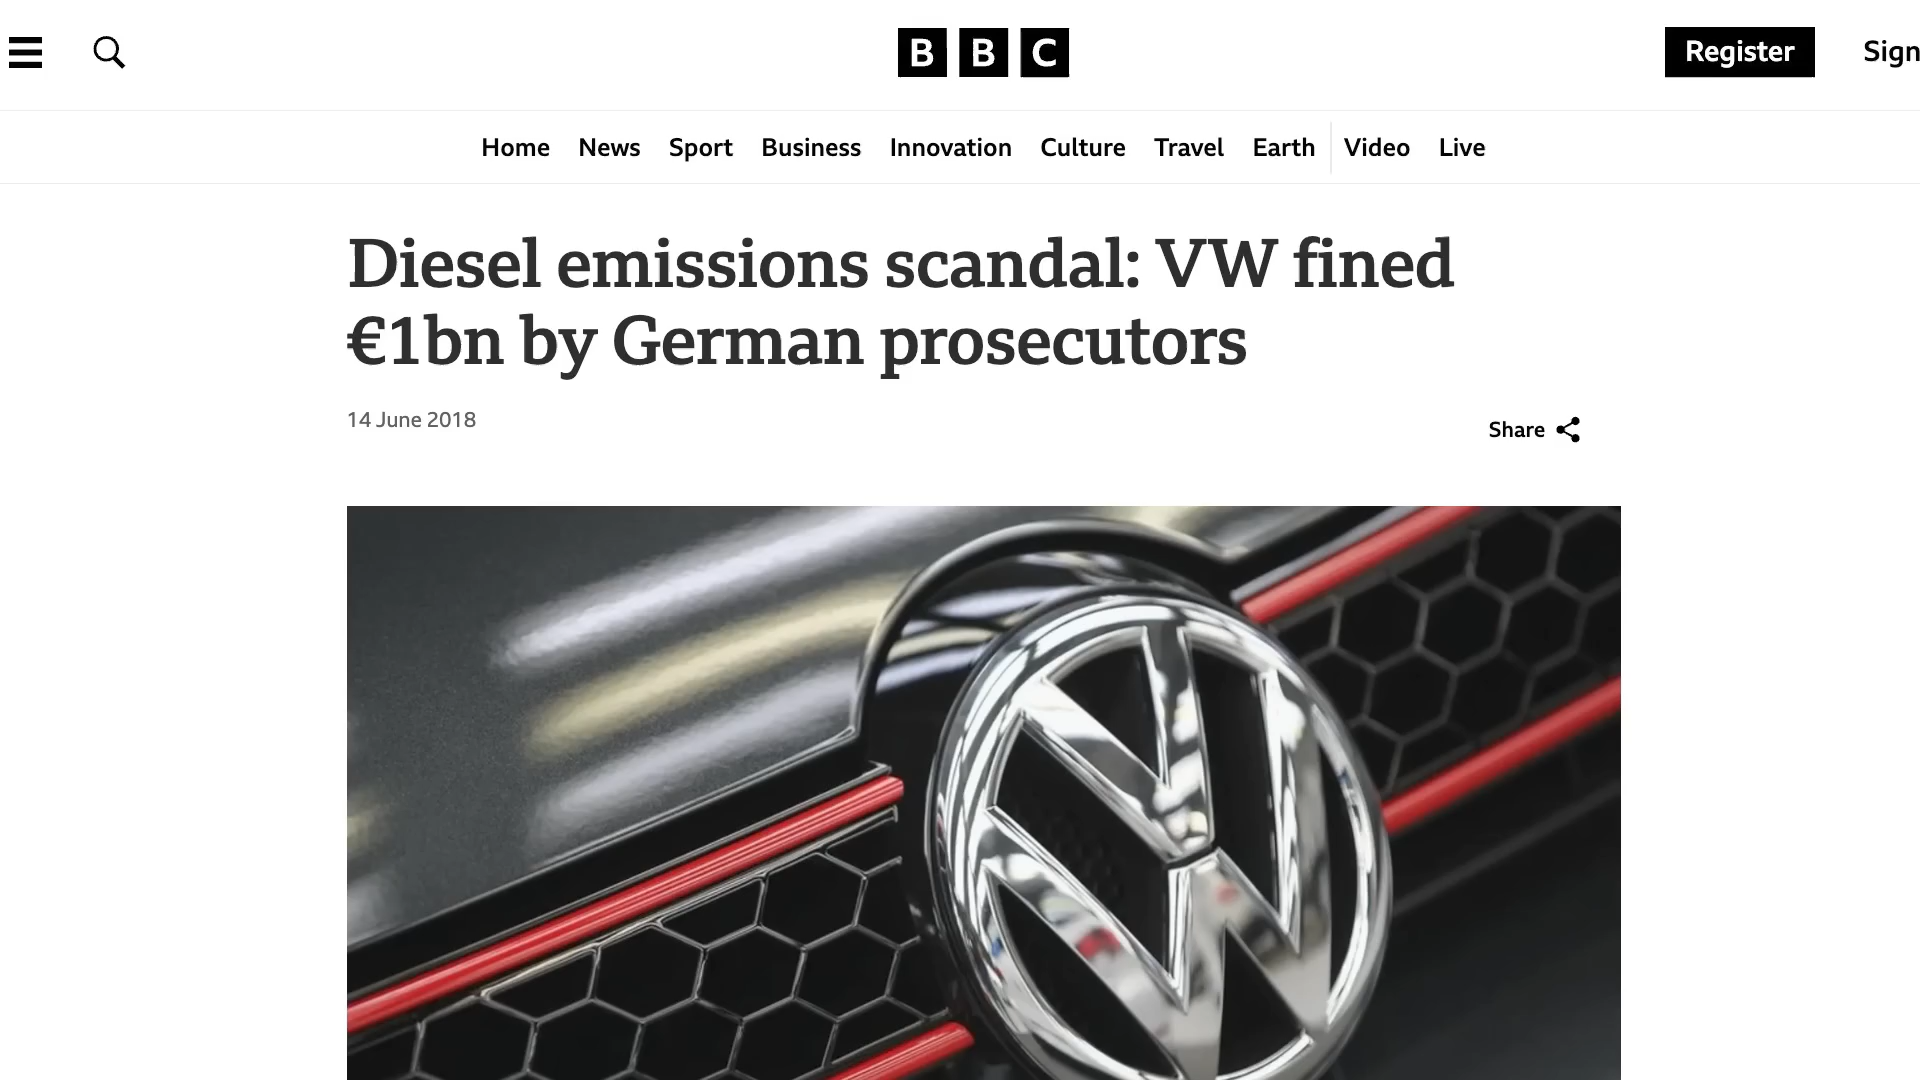 BBC
Register
Sign
Home News Sport Business Innovation Culture Travel Earth Video Live
Diesel emissions scandal: VW fined
€1bn by German prosecutors
14 June 2018
Share